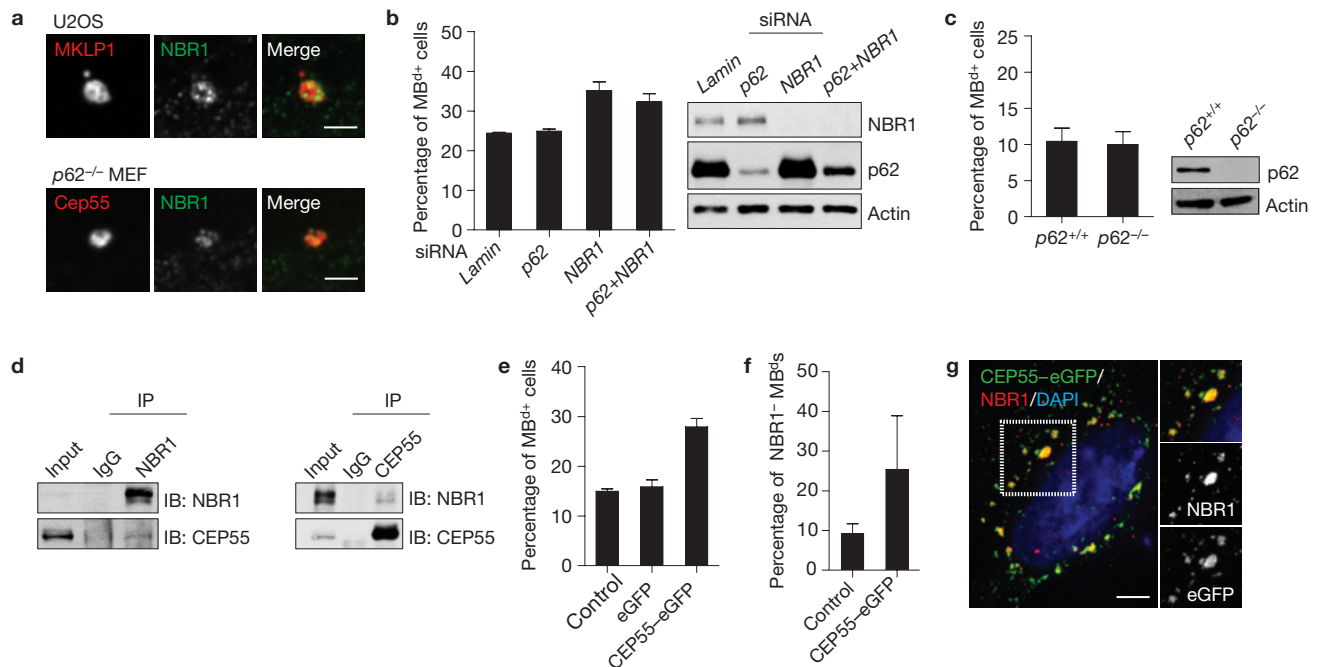 a
U2OS
MKLP1 NBR1 Merge
p62–/– MEF
Cep55 NBR1 Merge
b
Percentage of MBd+ cells
50
40
30
20
10
0
siRNA
Lamin p62 NBR1 p62+NBR1
siRNA
Lamin p62 NBR1 p62+NBR1
NBR1
p62
Actin
c
Percentage of MBd+ cells
25
20
15
10
5
0
p62+/+ p62–/–
p62+/+ p62–/–
p62
Actin
d
IP
Input IgG NBR1
IB: NBR1
IB: CEP55
IP
Input IgG CEP55
IB: NBR1
IB: CEP55
e
Percentage of MBd+ cells
40
30
20
10
0
Control eGFP CEP55–eGFP
f
Percentage of NBR1– MBds
50
40
30
20
10
0
Control CEP55–eGFP
g
CEP55–eGFP/
NBR1/DAPI
NBR1
eGFP